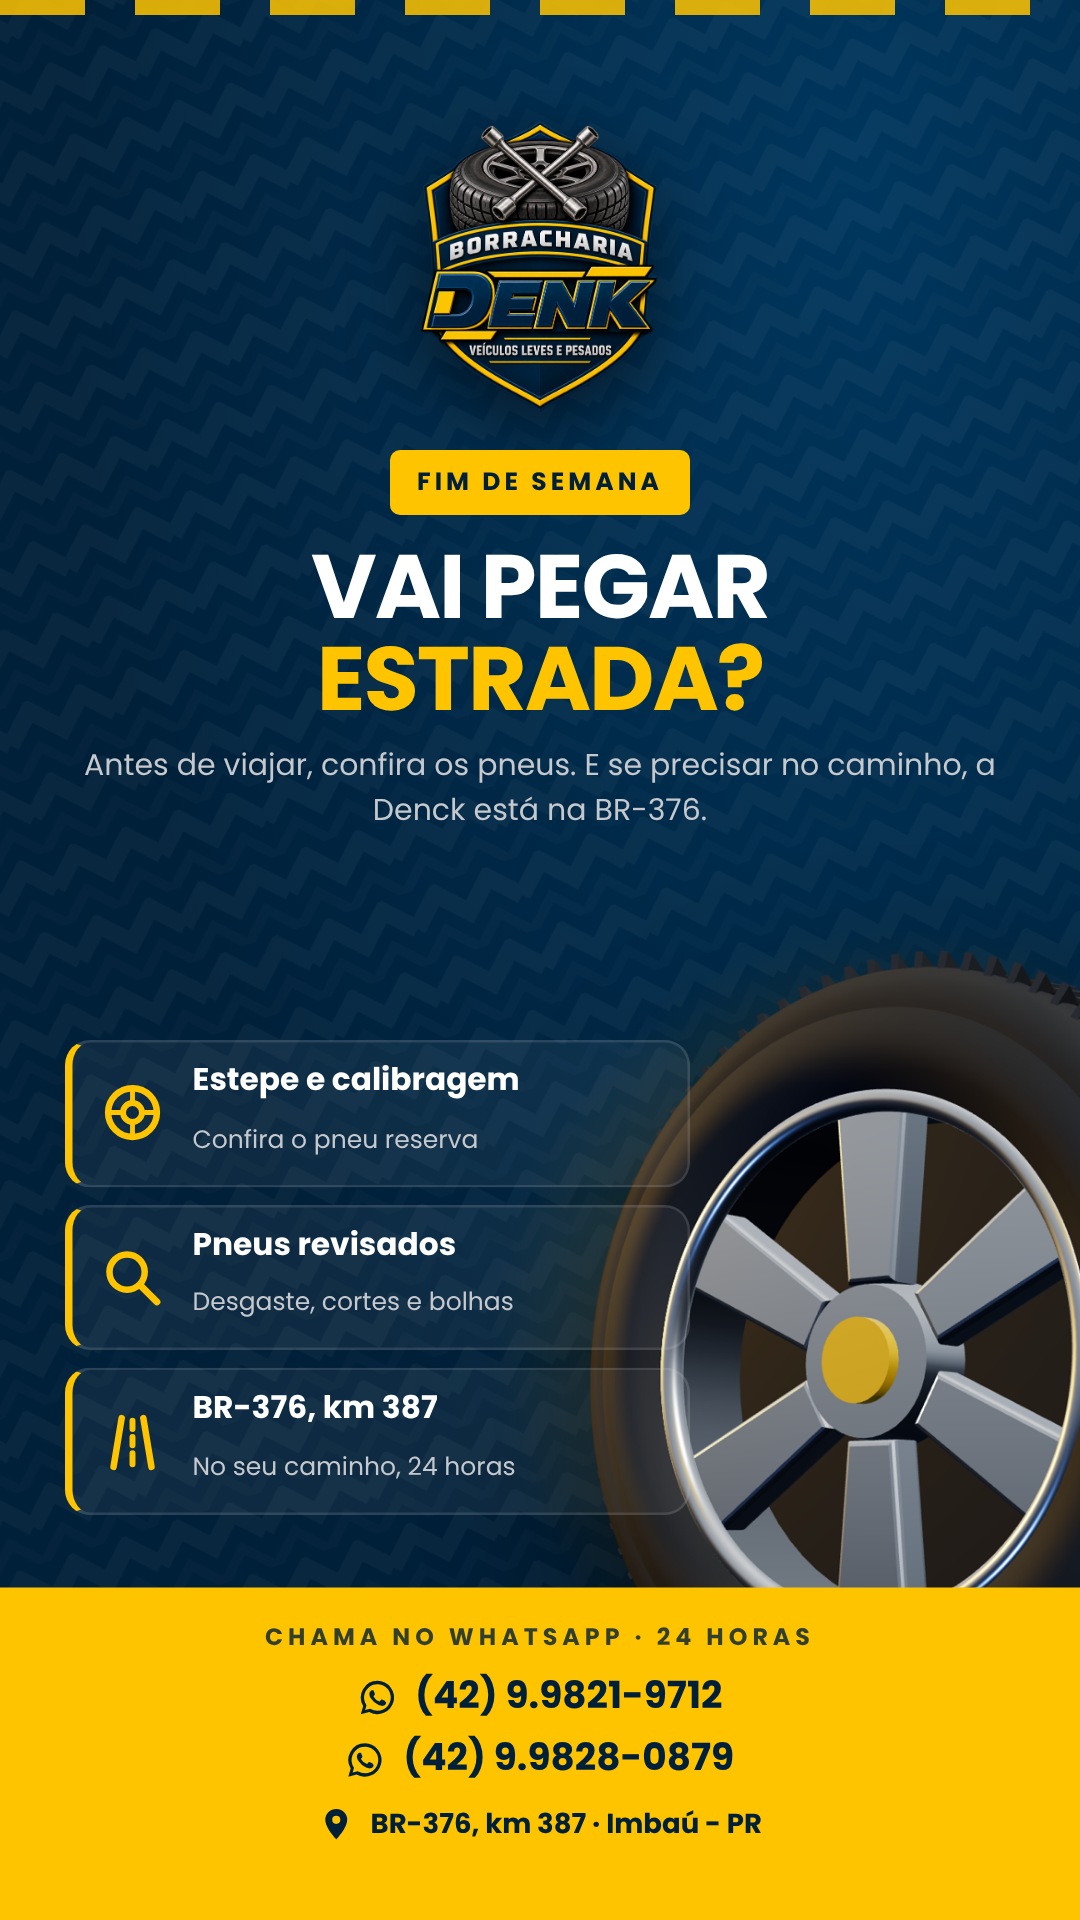 BORRACHARIA
DENK
VEÍCULOS LEVES E PESADOS
FIM DE SEMANA
VAI PEGAR
ESTRADA?
Antes de viajar, confira os pneus. E se precisar no caminho, a
Denck está na BR-376.
Estepe e calibragem
Confira o pneu reserva
Pneus revisados
Desgaste, cortes e bolhas
BR-376, km 387
No seu caminho, 24 horas
CHAMA NO WHATSAPP · 24 HORAS
(42) 9.9821-9712
(42) 9.9828-0879
BR-376, km 387 · Imbaú - PR